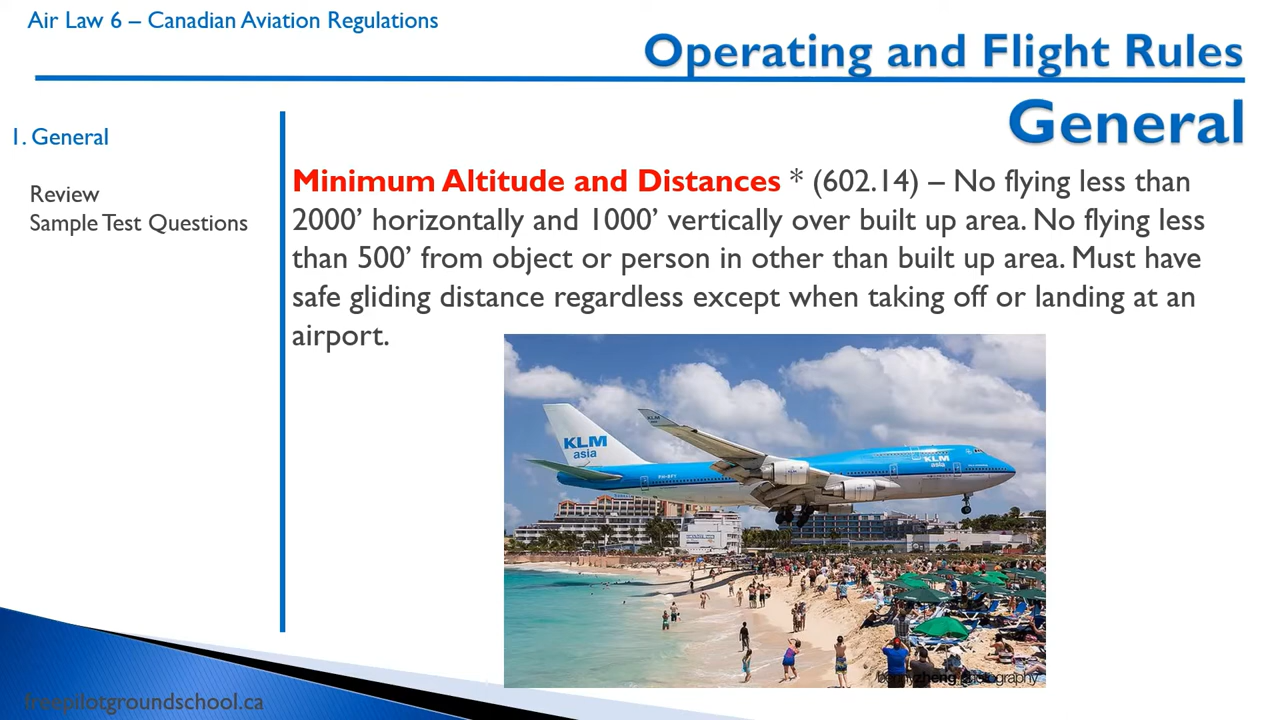 Air Law 6 – Canadian Aviation Regulations
Operating and Flight Rules
General
1. General
Review
Sample Test Questions
Minimum Altitude and Distances * (602.14) – No flying less than
2000’ horizontally and 1000’ vertically over built up area. No flying less
than 500’ from object or person in other than built up area. Must have
safe gliding distance regardless except when taking off or landing at an
airport.
KLM
asia
KLM
KLM
asia
zheng photography
freepilotgroundschool.ca